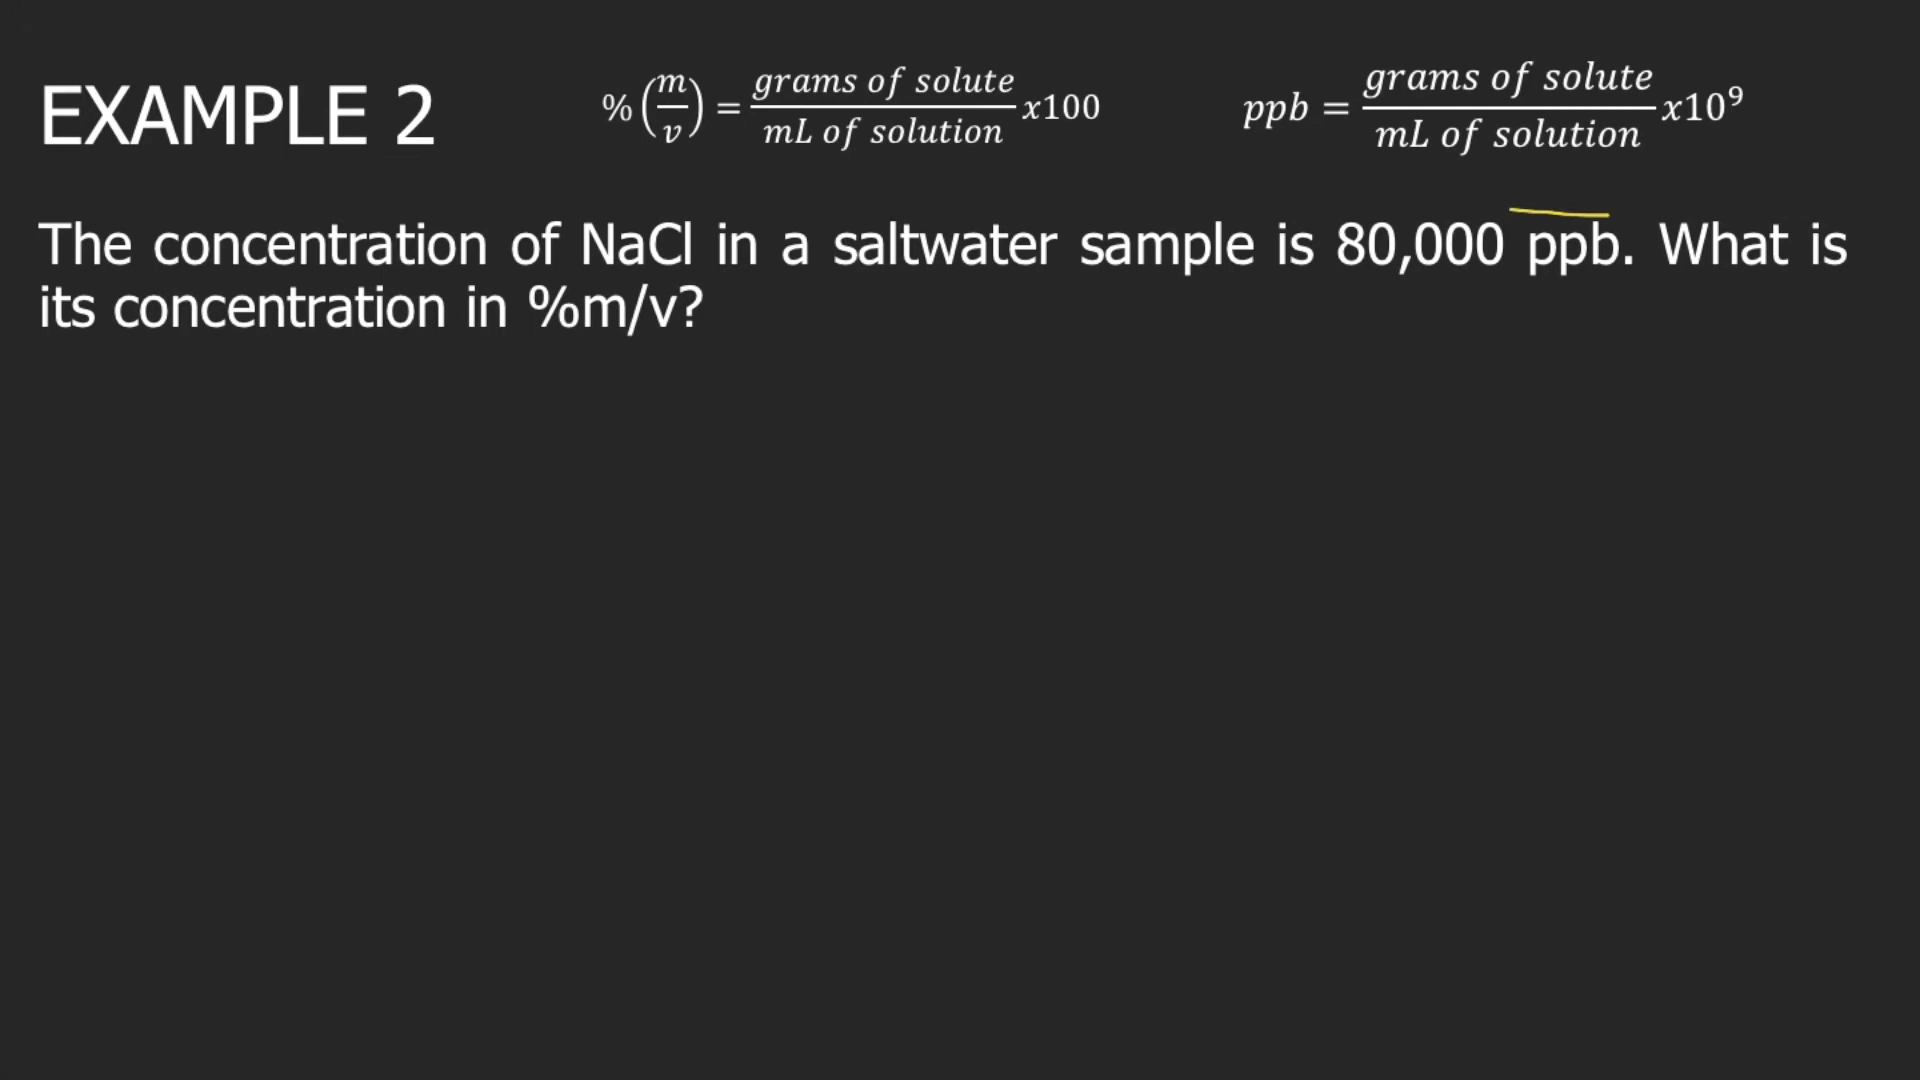 EXAMPLE 2
% (m/v) = grams of solute / mL of solution x100
ppb = grams of solute / mL of solution x10⁹
The concentration of NaCl in a saltwater sample is 80,000 ppb. What is
its concentration in %m/v?